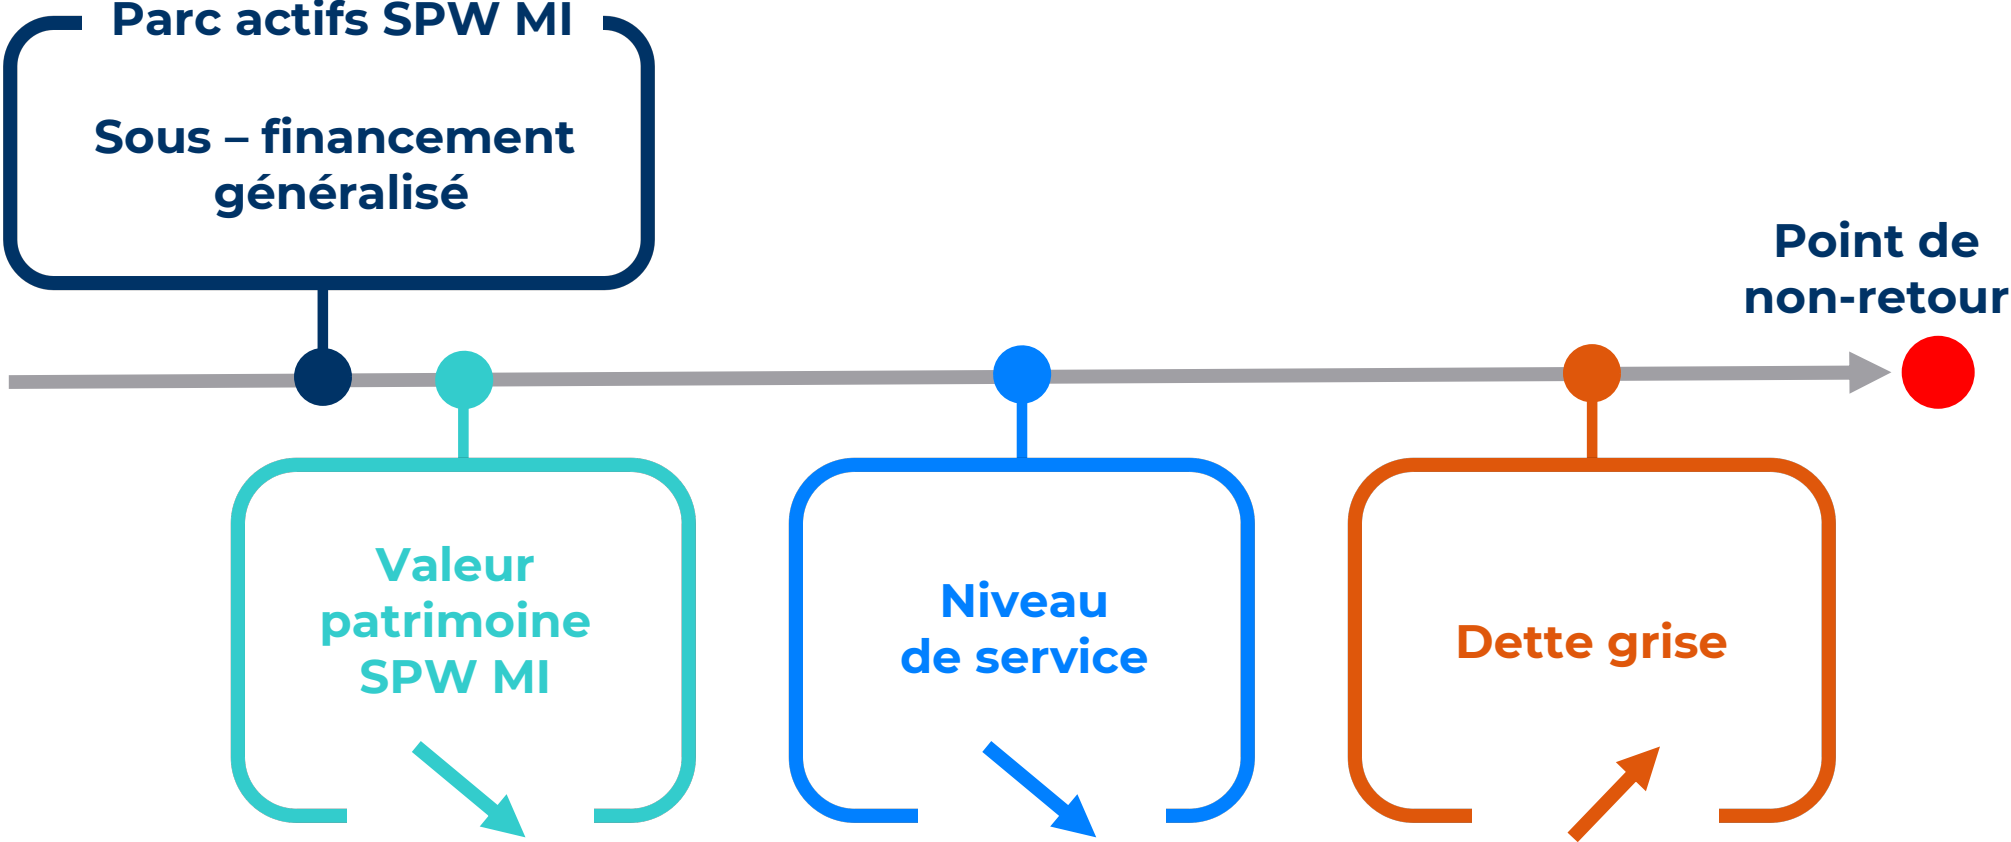 Parc actifs SPW MI
Sous – financement
généralisé
Point de
non-retour
Valeur
patrimoine
SPW MI
Niveau
de service
Dette grise